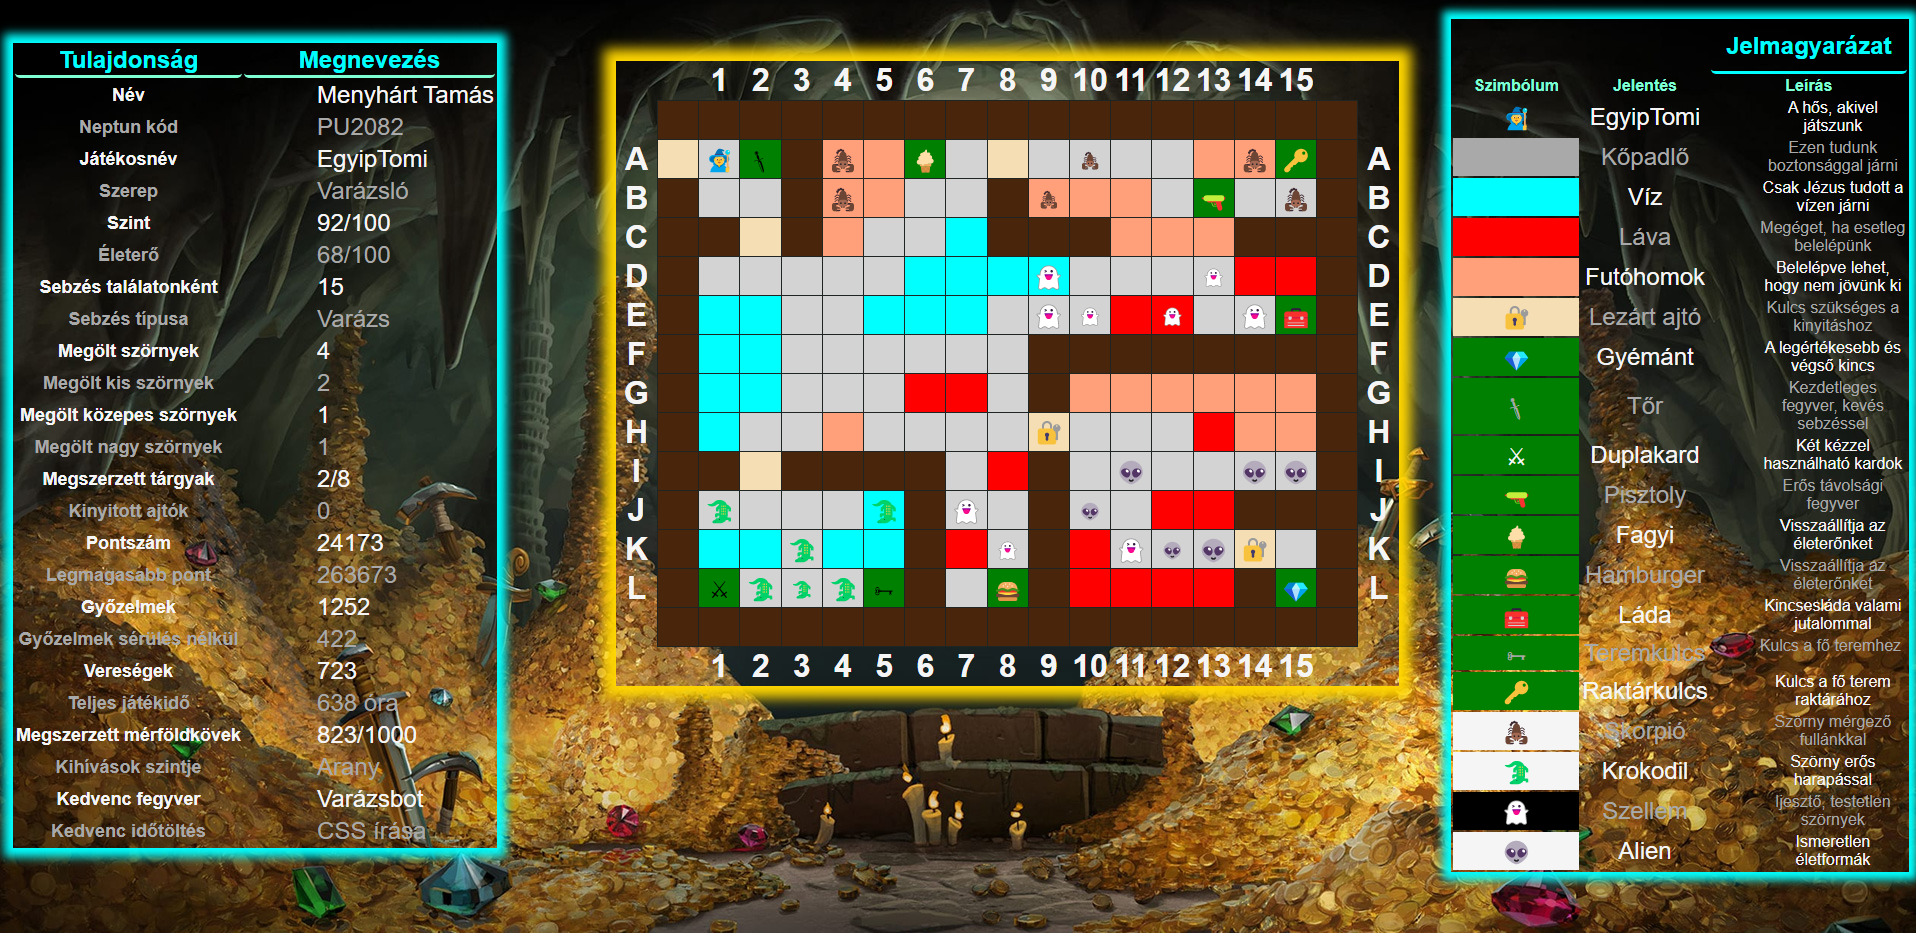 Tulajdonság Megnevezés
Név Menyhárt Tamás
Neptun kód PU2082
Játékosnév EgyipTomi
Szerep Varázsló
Szint 92/100
Életerő 68/100
Sebzés találatonként 15
Sebzés típusa Varázs
Megölt szörnyek 4
Megölt kis szörnyek 2
Megölt közepes szörnyek 1
Megölt nagy szörnyek 1
Megszerzett tárgyak 2/8
Kinyitott ajtók 0
Pontszám 24173
Legmagasabb pont 263673
Győzelmek 1252
Győzelmek sérülés nélkül 422
Vereségek 723
Teljes játékidő 638 óra
Megszerzett mérföldkövek 823/1000
Kihívások szintje Arany
Kedvenc fegyver Varázsbot
Kedvenc időtöltés CSS írása
1 2 3 4 5 6 7 8 9 10 11 12 13 14 15
A A
B B
C C
D D
E E
F F
G G
H H
I I
J J
K K
L L
1 2 3 4 5 6 7 8 9 10 11 12 13 14 15
Jelmagyarázat
Szimbólum Jelentés Leírás
EgyipTomi A hős, akivel
játszunk
Kőpadló Ezen tudunk
boztonsággal járni
Víz Csak Jézus tudott a
vízen járni
Láva Megéget, ha esetleg
belelépünk
Futóhomok Belelépve lehet,
hogy nem jövünk ki
Lezárt ajtó Kulcs szükséges a
kinyitáshoz
Gyémánt A legértékesebb és
végső kincs
Tőr Kezdetleges
fegyver, kevés
sebzéssel
Duplakard Két kézzel
használható kardok
Pisztoly Erős távolsági
fegyver
Fagyi Visszaállítja az
életerőnket
Hamburger Visszaállítja az
életerőnket
Láda Kincsesláda valami
jutalommal
Teremkulcs Kulcs a fő teremhez
Raktárkulcs Kulcs a fő terem
raktárához
Skorpió Szörny mérgező
fullánkkal
Krokodil Szörny erős
harapással
Szellem Ijesztő, testetlen
szörnyek
Alien Ismeretlen
életformák